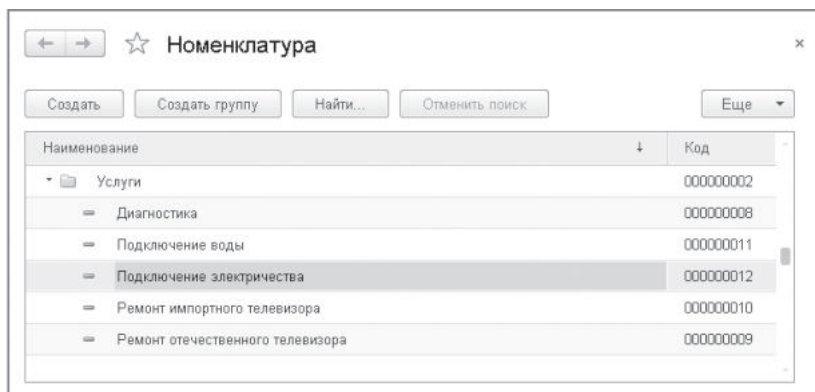 Номенклатура
Создать Создать группу Найти... Отменить поиск Еще
Наименование Код
Услуги 000000002
Диагностика 000000008
Подключение воды 000000011
Подключение электричества 000000012
Ремонт импортного телевизора 000000010
Ремонт отечественного телевизора 000000009